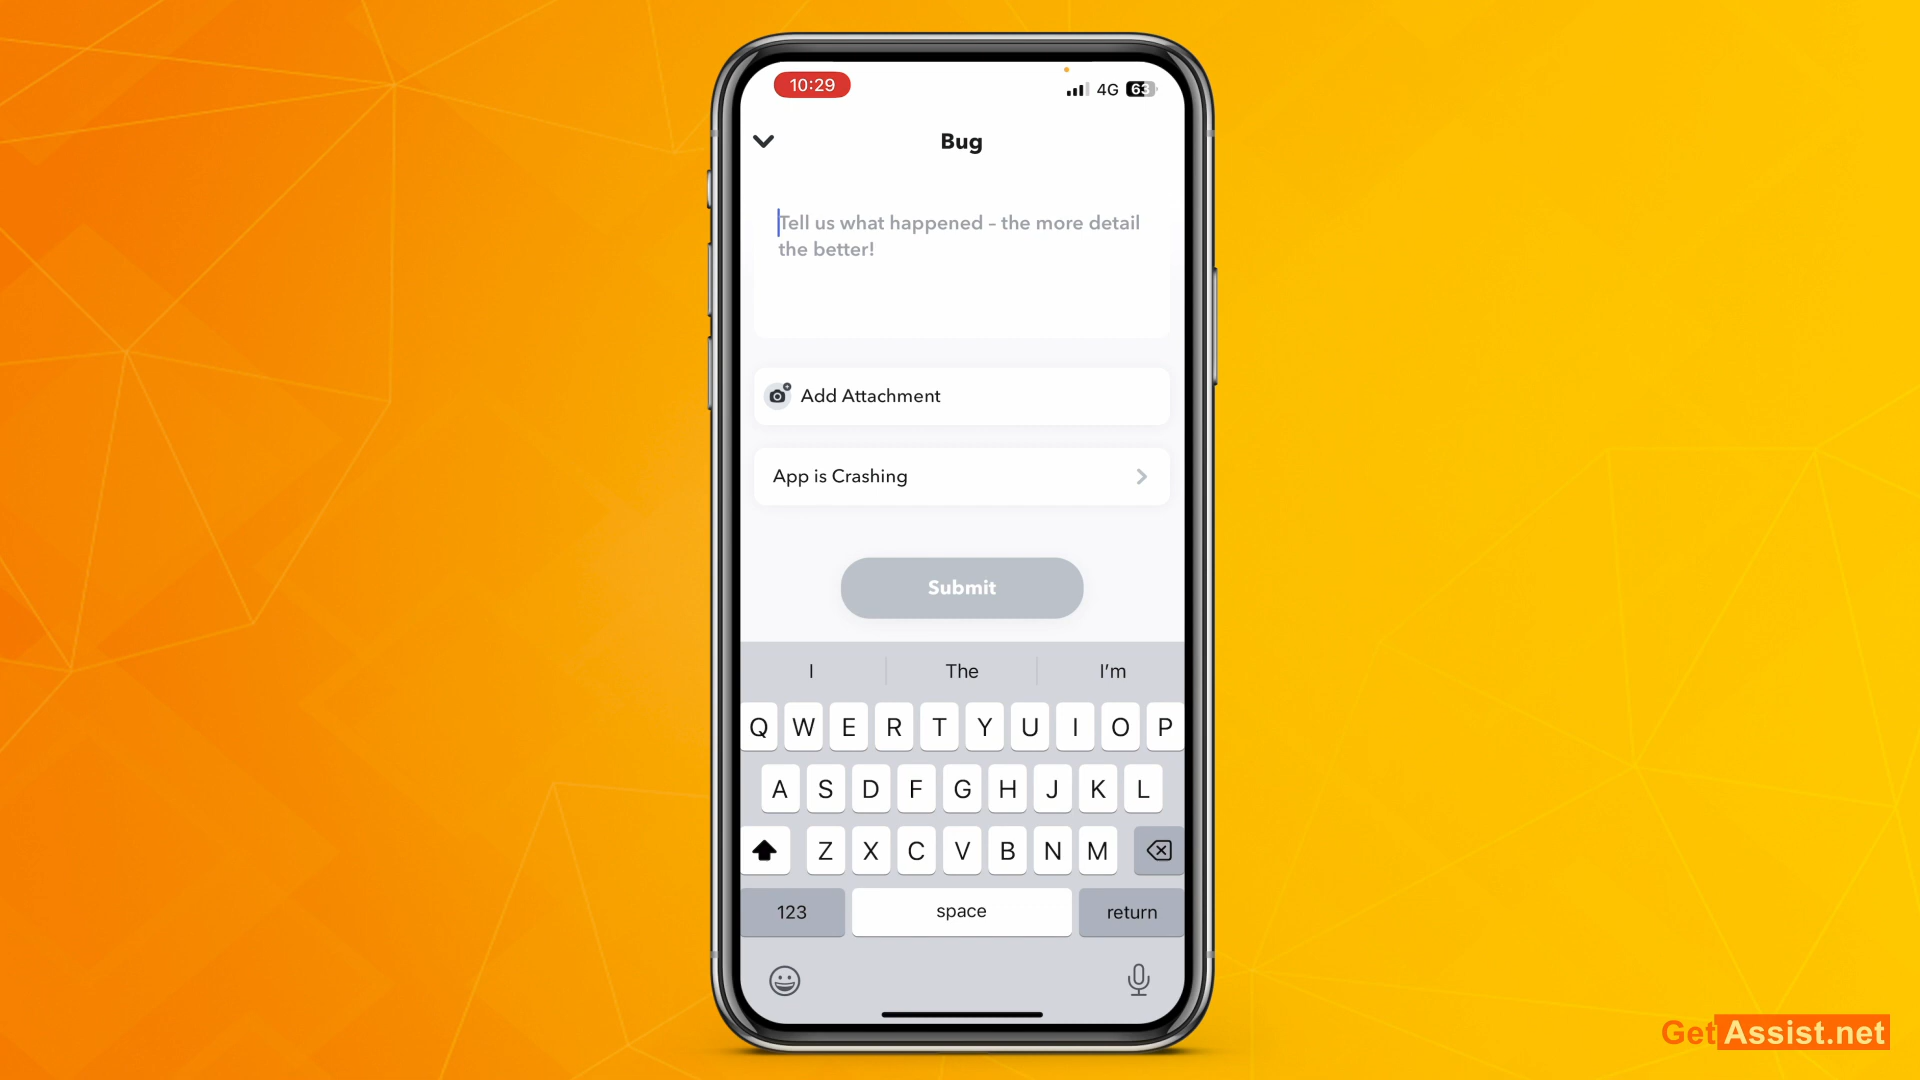 10:29
4G 63
Bug
Tell us what happened – the more detail
the better!
Add Attachment
App is Crashing
Submit
I The I'm
Q W E R T Y U I O P
A S D F G H J K L
Z X C V B N M
123 space return
GetAssist.net